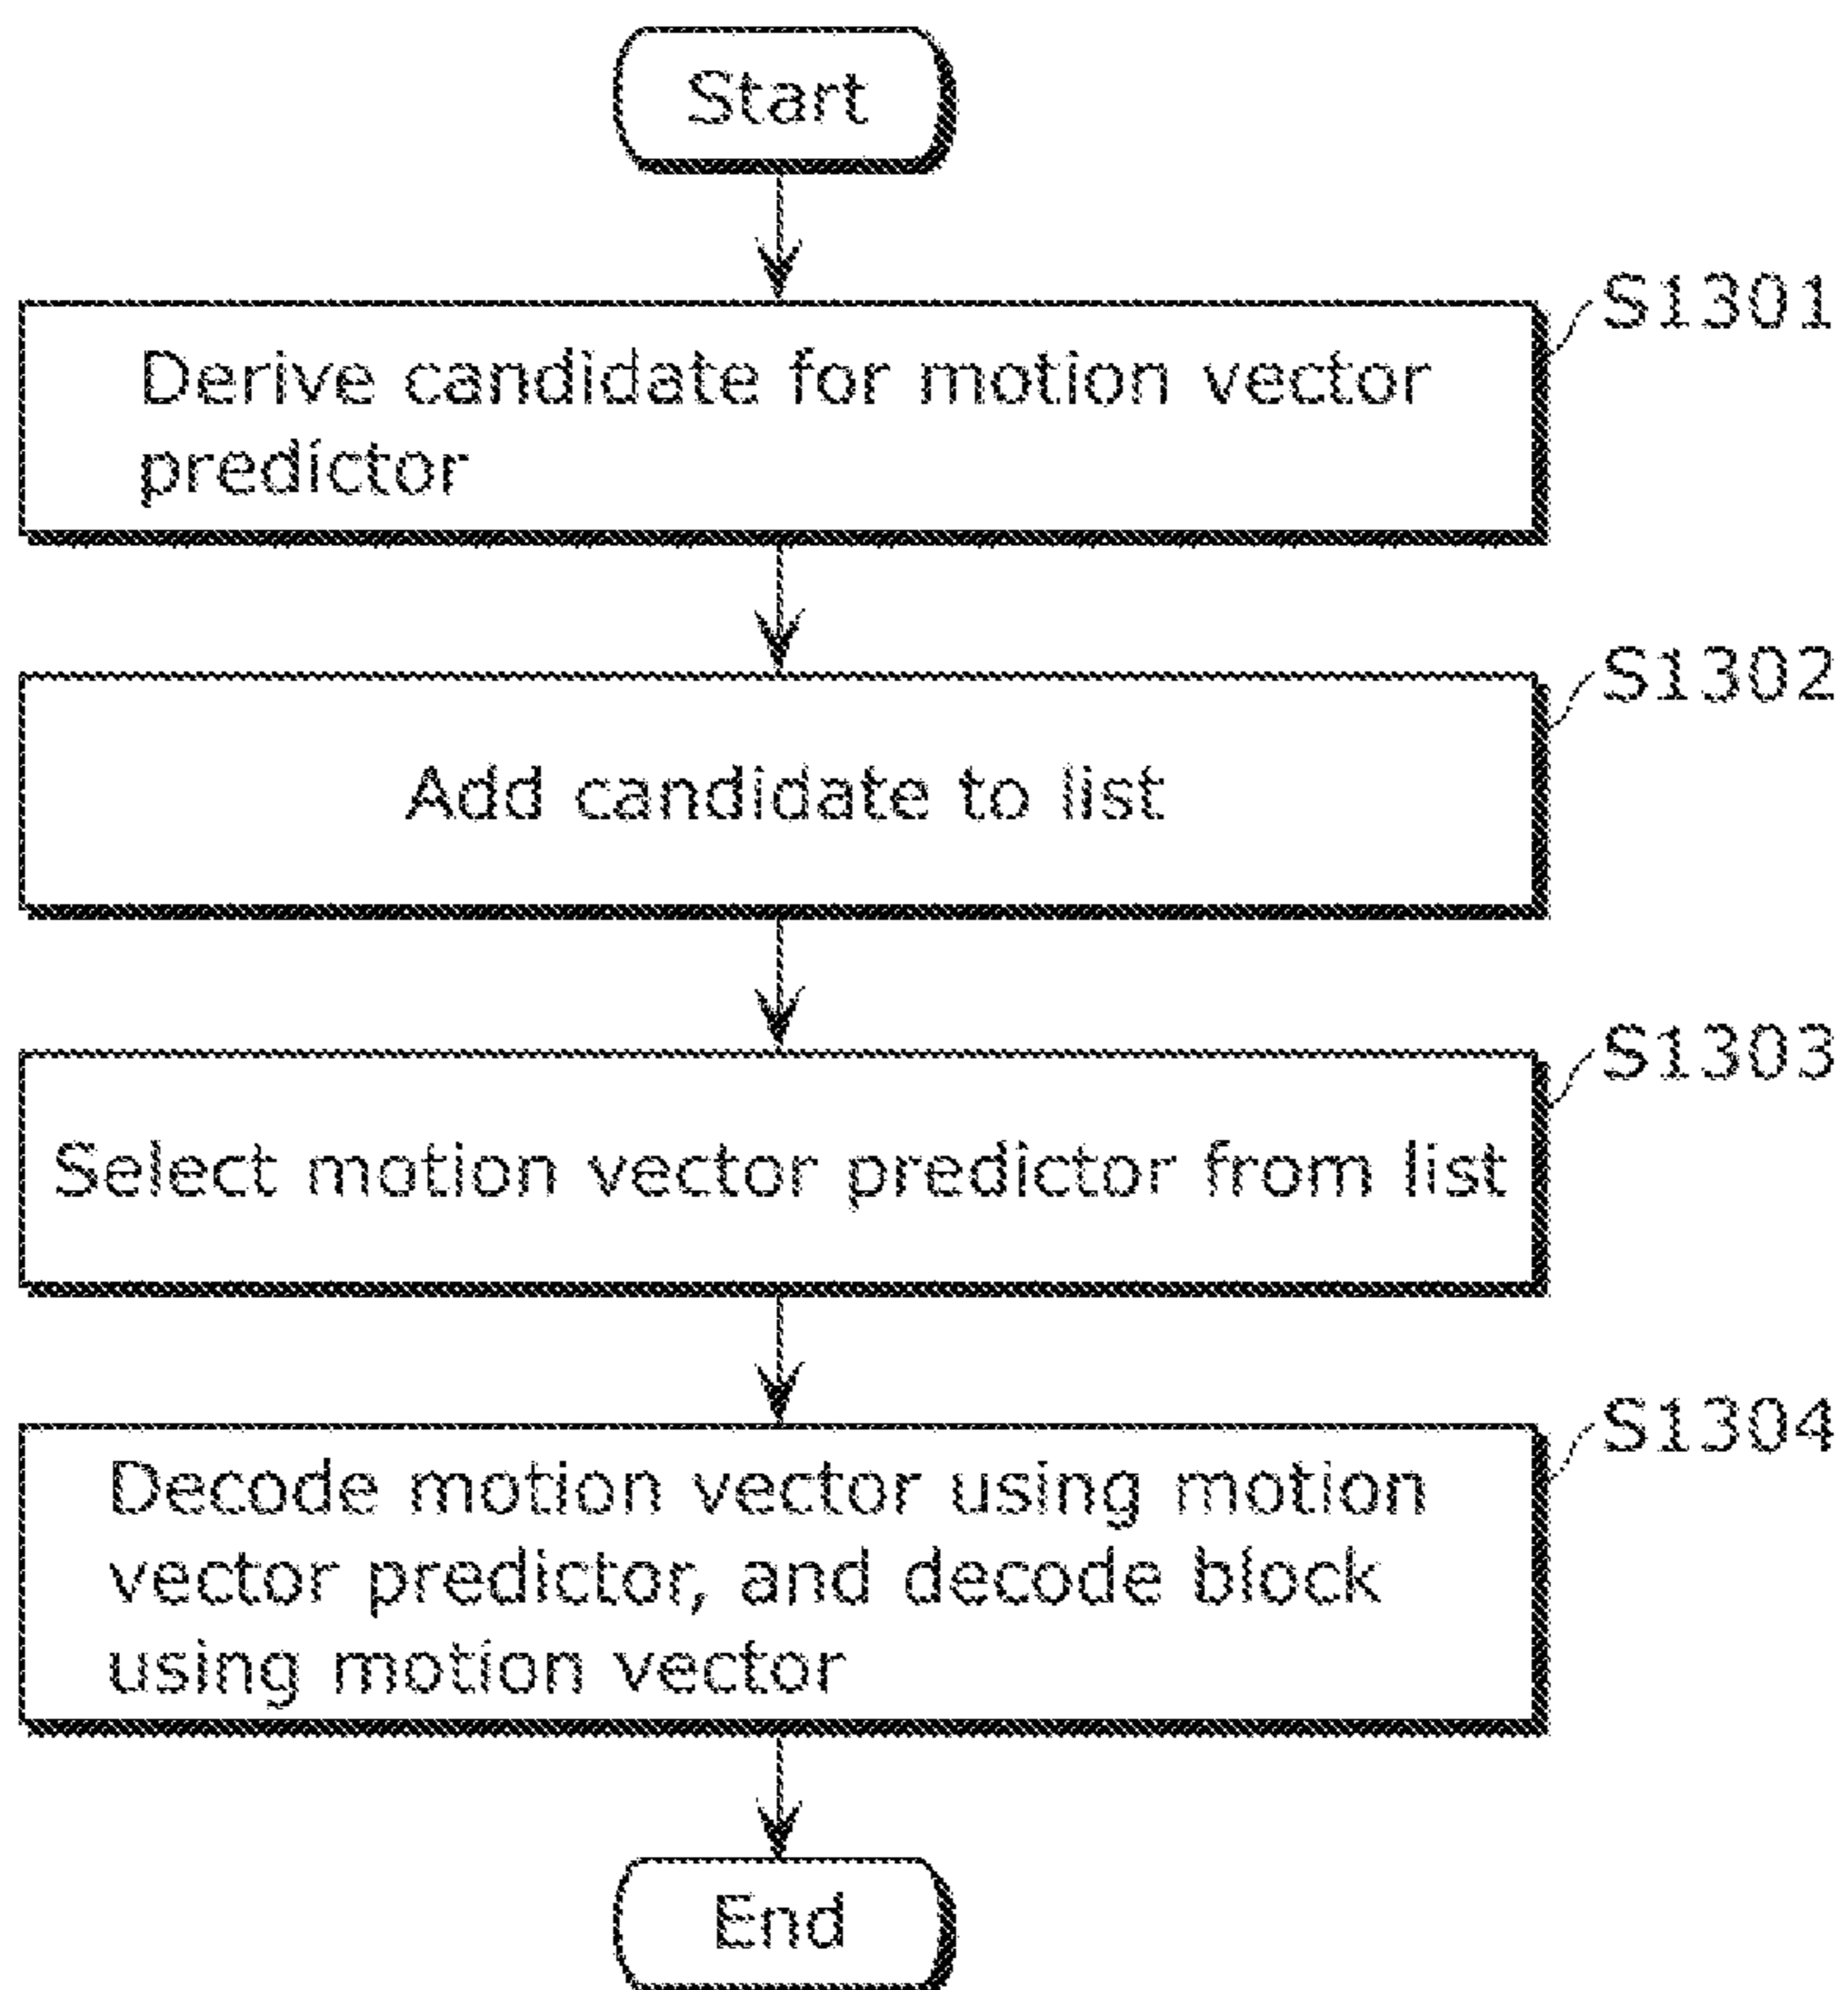 Start
S1301
Derive candidate for motion vector
predictor
S1302
Add candidate to list
S1303
Select motion vector predictor from list
S1304
Decode motion vector using motion
vector predictor, and decode block
using motion vector
End